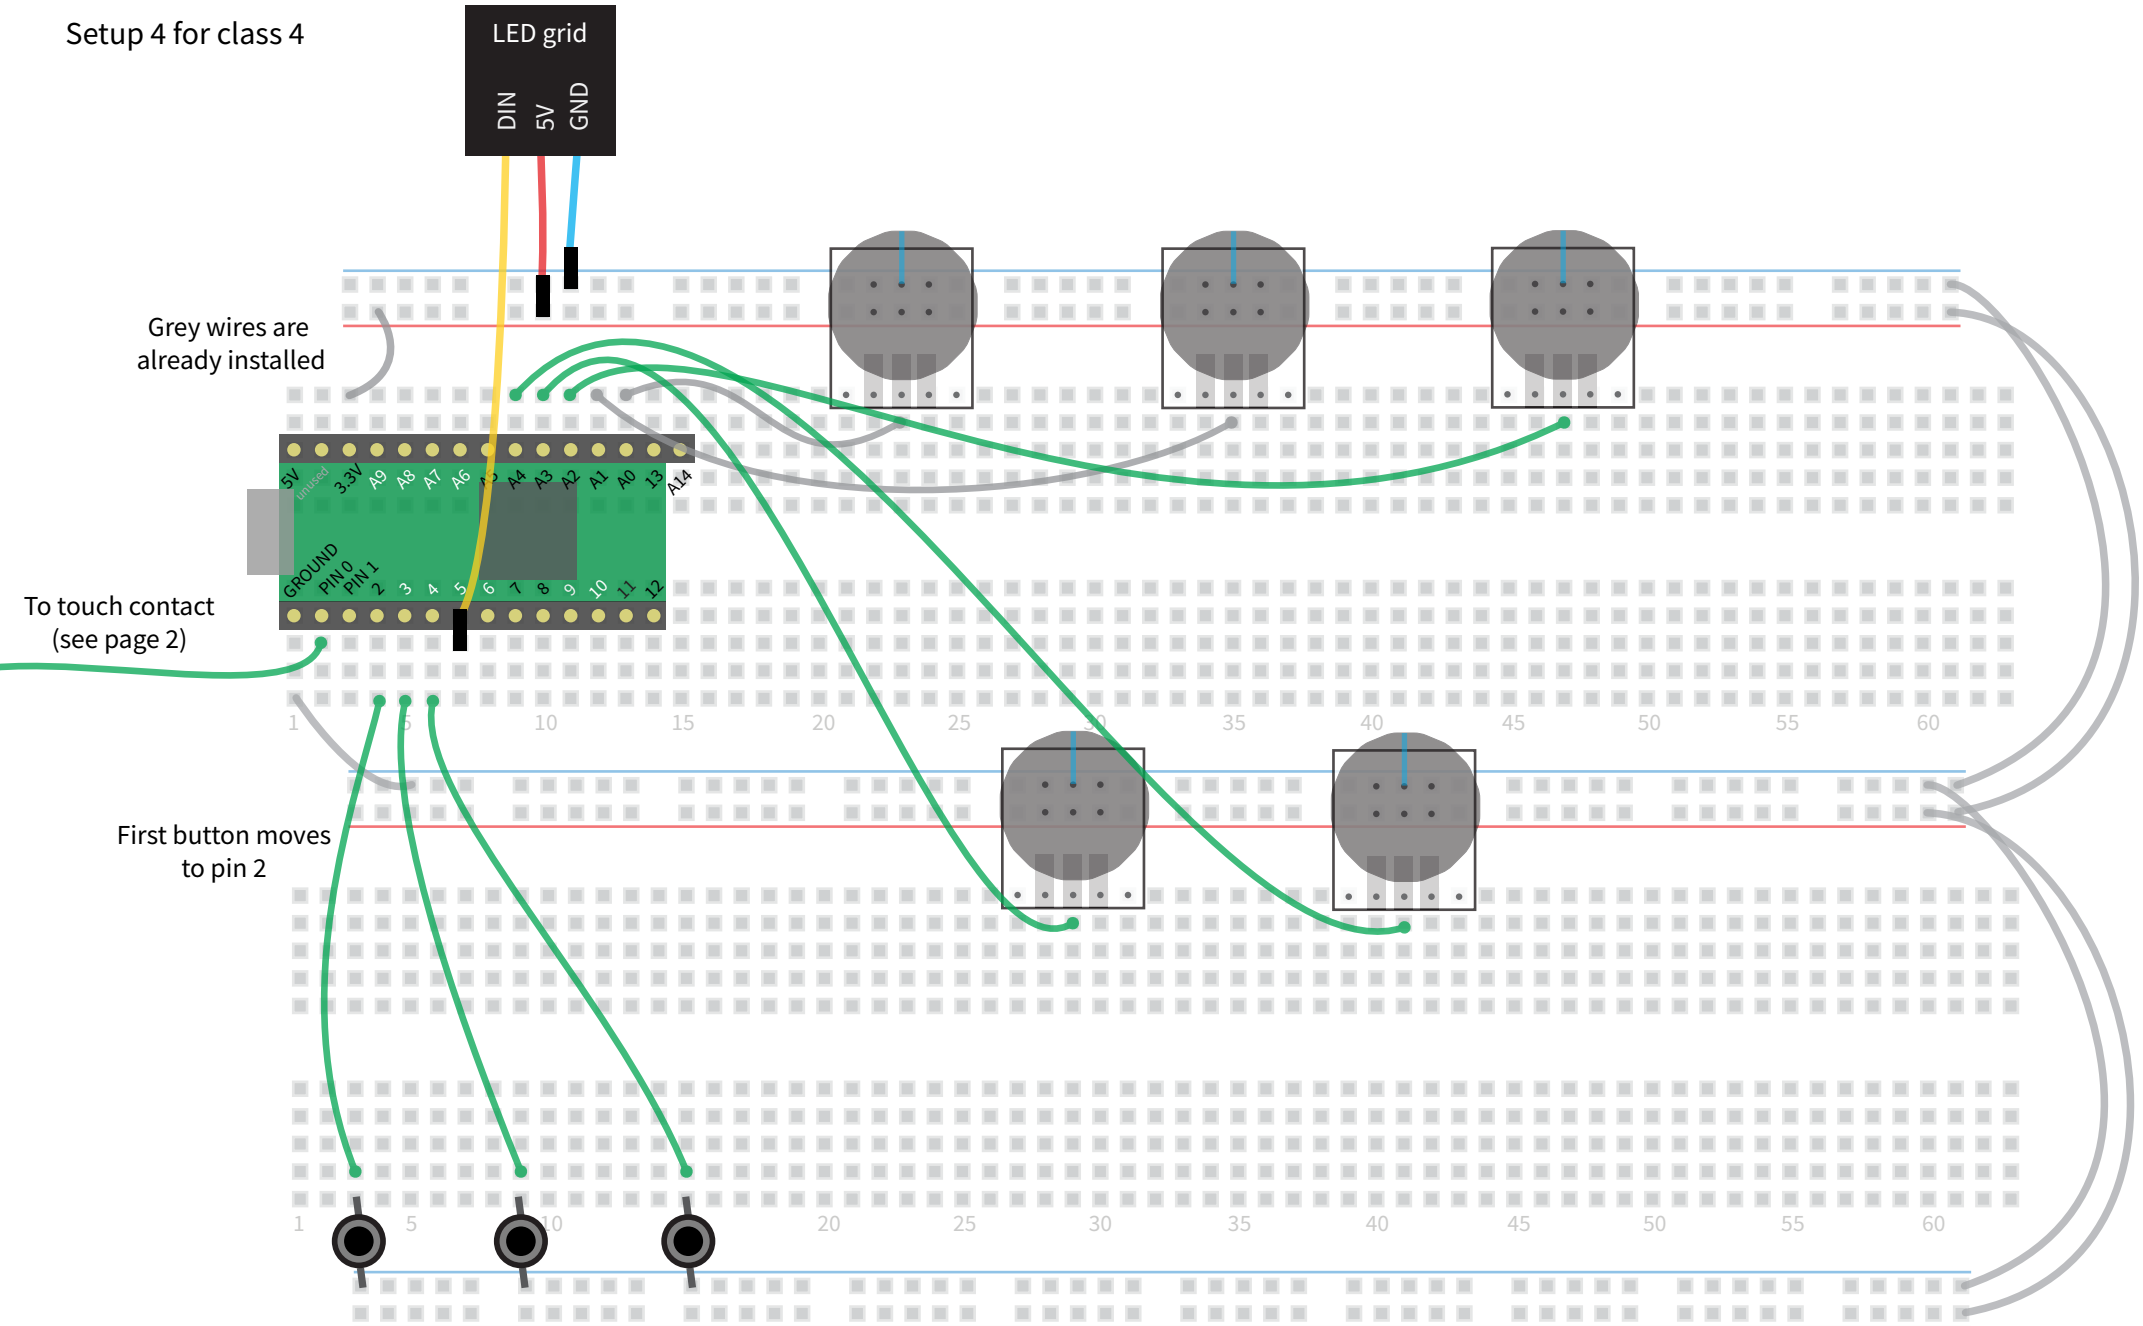 Setup 4 for class 4
LED grid
DIN 5V GND
Grey wires are
already installed
5V unused 3.3V A9 A8 A7 A6 A5 A4 A3 A2 A1 A0 13 A14
GROUND PIN 0 PIN 1 2 3 4 5 6 7 8 9 10 11 12
To touch contact
(see page 2)
1 5 10 15 20 25 30 35 40 45 50 55 60
First button moves
to pin 2
1 5 10 20 25 30 35 40 45 50 55 60